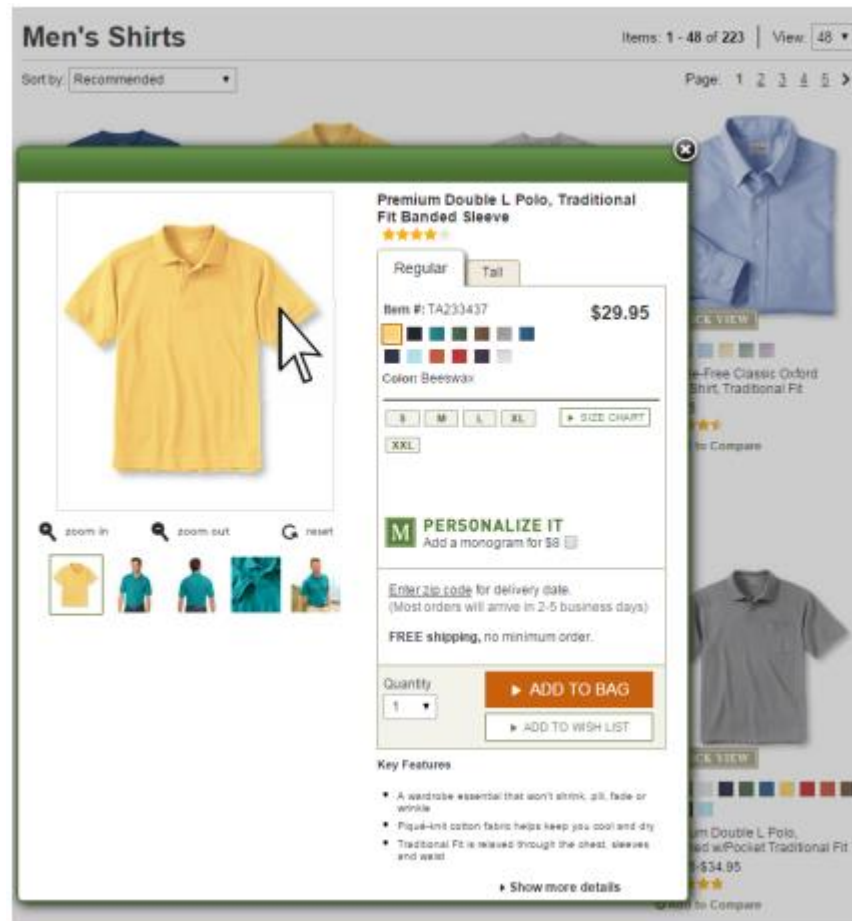 Men's Shirts
Items: 1 - 48 of 223 | View: 48
Sort by: Recommended
Page: 1 2 3 4 5
Premium Double L Polo, Traditional
Fit Banded Sleeve
Regular
Tall
Item #: TA233437
$29.95
Color: Beeswax
S M L XL
SIZE CHART
XXL
M
PERSONALIZE IT
Add a monogram for $8
Enter zip code for delivery date.
(Most orders will arrive in 2-5 business days)
FREE shipping, no minimum order.
Quantity
1
ADD TO BAG
ADD TO WISH LIST
zoom in
zoom out
reset
Key Features
• A wardrobe essential that won't shrink, pill, fade or
wrinkle
• Piqué-knit cotton fabric helps keep you cool and dry
• Traditional Fit is relaxed through the chest, sleeves
and waist
Show more details
VIEW
-Free Classic Oxford
Shirt, Traditional Fit
to Compare
VIEW
um Double L Polo,
w/Pocket Traditional Fit
-$34.95
to Compare